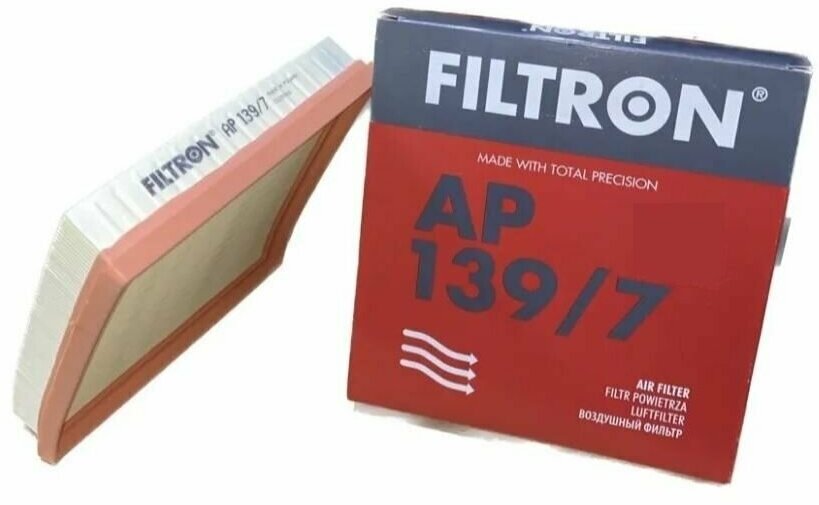 FILTRON® AP 139/7
FILTRON®
MADE WITH TOTAL PRECISION
AP
139/7
AIR FILTER
FILTR POWIETRZA
LUFTFILTER
ВОЗДУШНЫЙ ФИЛЬТР